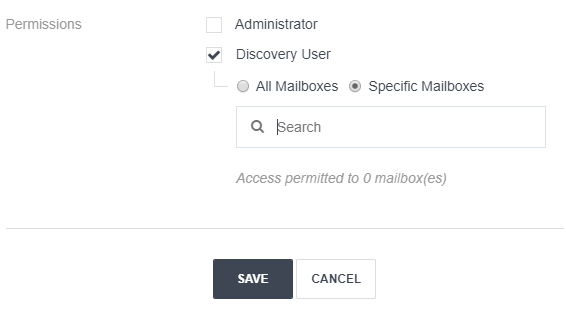 Permissions
Administrator
Discovery User
All Mailboxes Specific Mailboxes
Search
Access permitted to 0 mailbox(es)
SAVE CANCEL